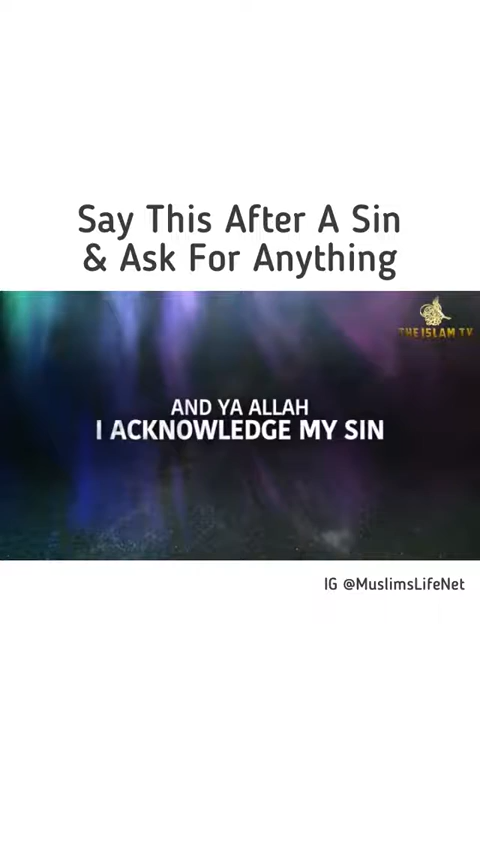 Say This After A Sin
& Ask For Anything
THE ISLAM TV
AND YA ALLAH
I ACKNOWLEDGE MY SIN
IG @MuslimsLifeNet